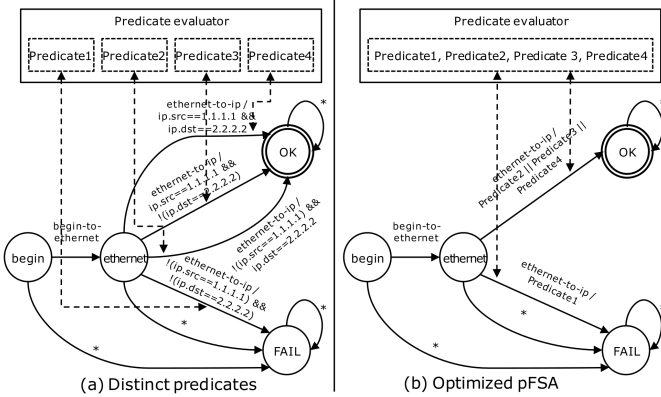 Predicate evaluator
Predicate1
Predicate2
Predicate3
Predicate4
ethernet-to-ip /
ip.src==1.1.1.1 &&
ip.dst==2.2.2.2
*
OK
ethernet-to-ip /
ip.src==1.1.1.1 &&
!(ip.dst==2.2.2.2)
ethernet-to-ip /
!(ip.src==1.1.1.1) &&
ip.dst==2.2.2.2
begin-to-
ethernet
begin
ethernet
ethernet-to-ip /
!(ip.src==1.1.1.1) &&
!(ip.dst==2.2.2.2)
*
*
*
FAIL
(a) Distinct predicates
Predicate evaluator
Predicate1, Predicate2, Predicate 3, Predicate4
*
OK
ethernet-to-ip /
Predicate2 || Predicate3 ||
Predicate4
begin-to-
ethernet
begin
ethernet
ethernet-to-ip /
Predicate1
*
*
*
FAIL
(b) Optimized pFSA